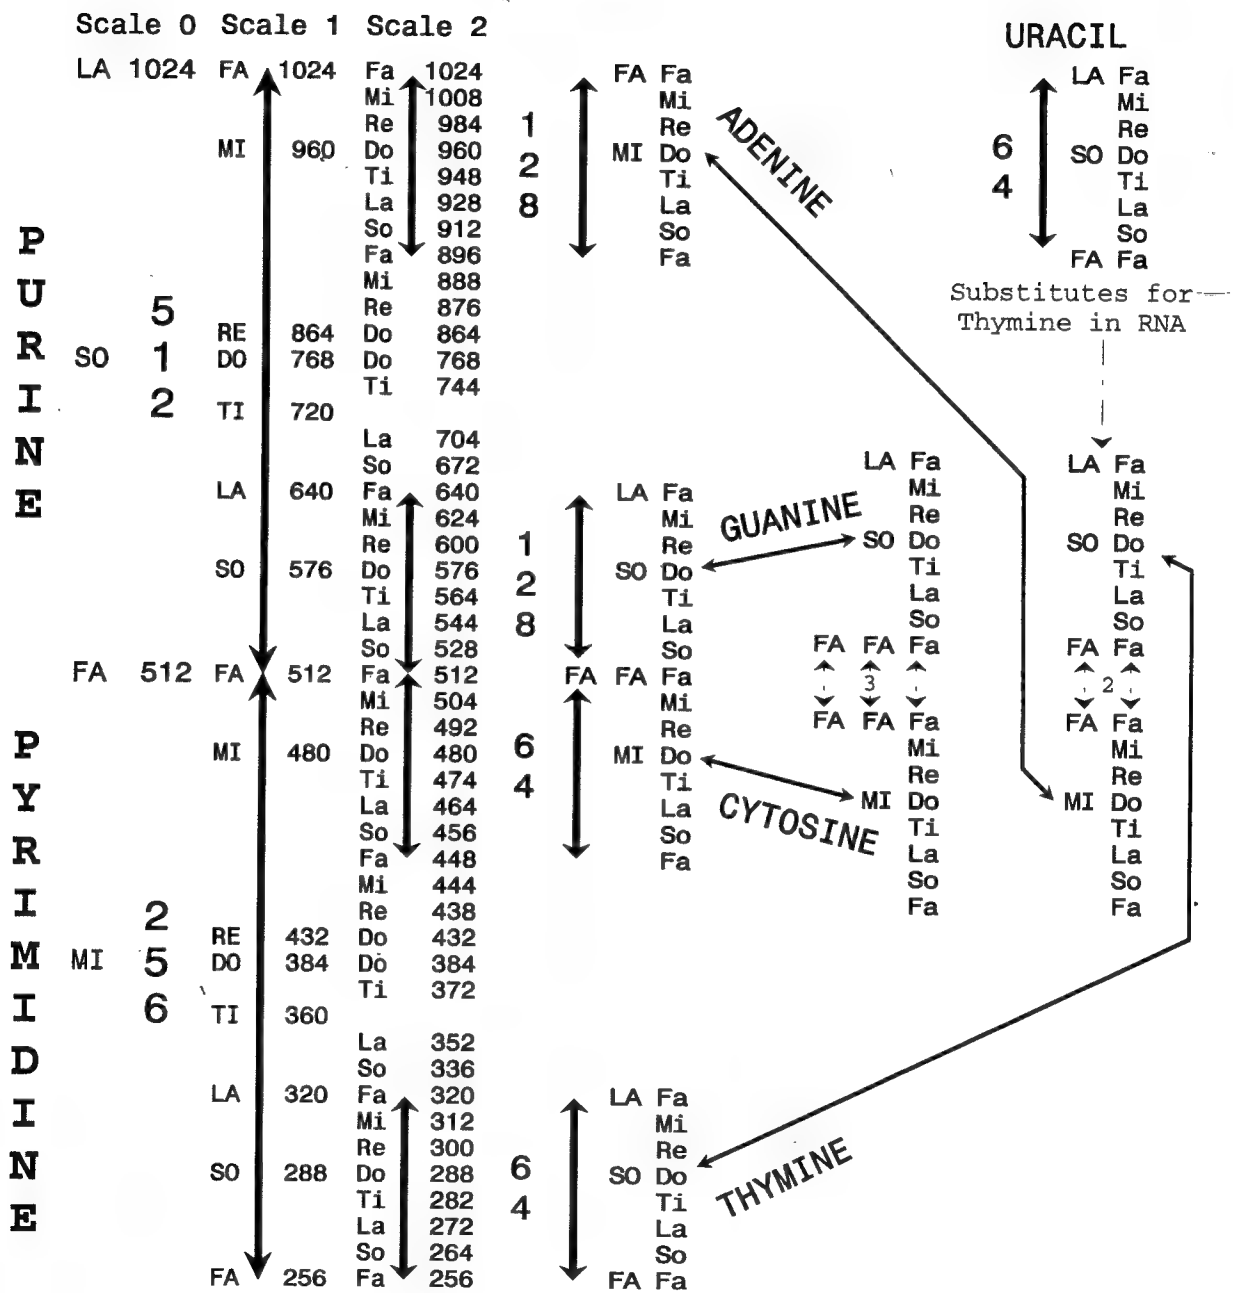 Scale 0 Scale 1 Scale 2
URACIL
LA 1024 FA 1024 Fa 1024 FA Fa LA Fa
Mi 1008 Mi Mi
Re 984 1 Re ADENINE Re
MI 960 Do 960 2 MI Do 6 SO Do
Ti 948 Ti 4 Ti
La 928 8 La La
So 912 So So
PURINE
Fa 896 Fa FA Fa
Mi 888 Substitutes for
5 Re 876 Thymine in RNA
RE 864 Do 864
SO 1 DO 768 Do 768
Ti 744
2 TI 720
La 704
So 672 LA Fa LA Fa
LA 640 Fa 640 LA Fa Mi Mi
Mi 624 Mi GUANINE Re Re
Re 600 1 Re SO Do SO Do
SO 576 Do 576 2 SO Do Ti Ti
Ti 564 Ti La La
La 544 8 La So So
So 528 So FA FA Fa FA Fa
FA 512 FA 512 Fa 512 FA FA Fa 3 2
Mi 504 Mi FA FA Fa FA Fa
Re 492 Re Mi Mi
MI 480 Do 480 6 MI Do Re Re
Ti 474 4 Ti MI Do MI Do
La 464 La CYTOSINE Ti Ti
So 456 So La La
PYRIMIDINE
Fa 448 Fa So So
Mi 444 Fa Fa
2 Re 438
RE 432 Do 432
MI 5 DO 384 Do 384
Ti 372
6 TI 360
La 352
So 336
LA 320 Fa 320 LA Fa
Mi 312 Mi
Re 300 6 Re
SO 288 Do 288 4 SO Do THYMINE
Ti 282 Ti
La 272 La
So 264 So
FA 256 Fa 256 FA Fa